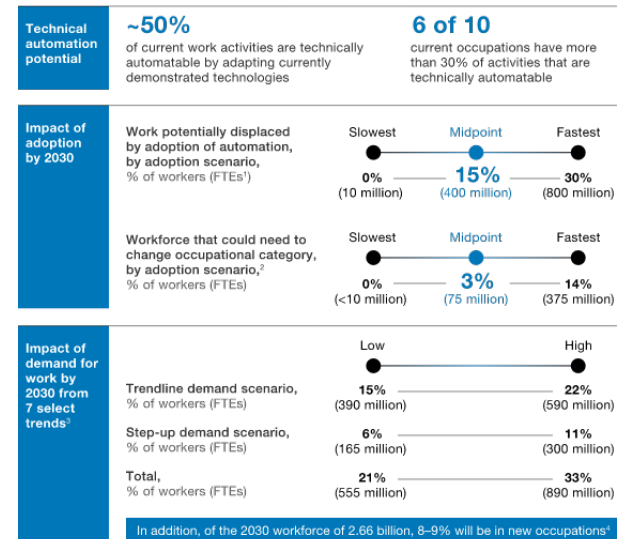 Technical
automation
potential
~50%
of current work activities are technically
automatable by adapting currently
demonstrated technologies
6 of 10
current occupations have more
than 30% of activities that are
technically automatable
Impact of
adoption
by 2030
Work potentially displaced
by adoption of automation,
by adoption scenario,
% of workers (FTEs¹)
Slowest Midpoint Fastest
0% 15% 30%
(10 million) (400 million) (800 million)
Workforce that could need to
change occupational category,
by adoption scenario,²
% of workers (FTEs)
Slowest Midpoint Fastest
0% 3% 14%
(<10 million) (75 million) (375 million)
Impact of
demand for
work by
2030 from
7 select
trends³
Low High
Trendline demand scenario,
% of workers (FTEs)
15% 22%
(390 million) (590 million)
Step-up demand scenario,
% of workers (FTEs)
6% 11%
(165 million) (300 million)
Total,
% of workers (FTEs)
21% 33%
(555 million) (890 million)
In addition, of the 2030 workforce of 2.66 billion, 8–9% will be in new occupations⁴